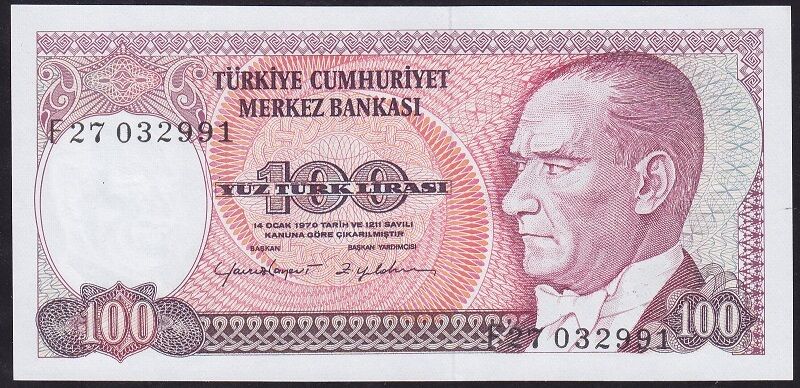 TÜRKİYE CUMHURİYET
MERKEZ BANKASI
F27 032991
100
YÜZ TÜRK LİRASI
14 OCAK 1970 TARİH VE 1211 SAYILI
KANUNA GÖRE ÇIKARILMIŞTIR
BAŞKAN BAŞKAN YARDIMCISI
100
F27 032991
100